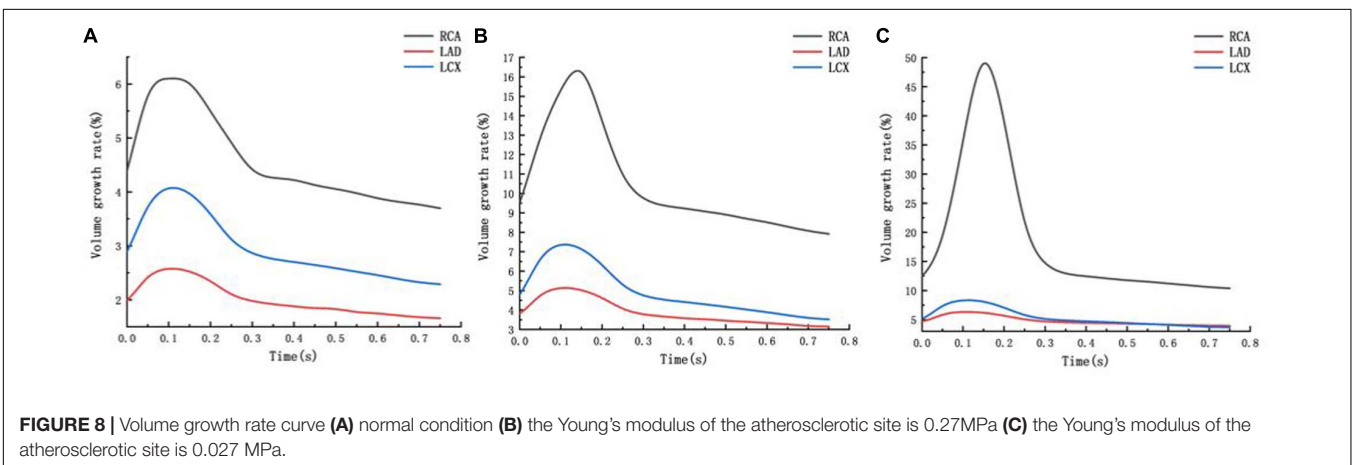 A
RCA
LAD
LCX
Volume growth rate(%)
6
5
4
3
2
0.0 0.1 0.2 0.3 0.4 0.5 0.6 0.7 0.8
Time(s)
B
RCA
LAD
LCX
Volume growth rate(%)
17
16
15
14
13
12
11
10
9
8
7
6
5
4
3
0.0 0.1 0.2 0.3 0.4 0.5 0.6 0.7 0.8
Time(s)
C
RCA
LAD
LCX
Volume growth rate(%)
50
45
40
35
30
25
20
15
10
5
0.0 0.1 0.2 0.3 0.4 0.5 0.6 0.7 0.8
Time(s)
FIGURE 8 | Volume growth rate curve (A) normal condition (B) the Young's modulus of the atherosclerotic site is 0.27MPa (C) the Young's modulus of the
atherosclerotic site is 0.027 MPa.